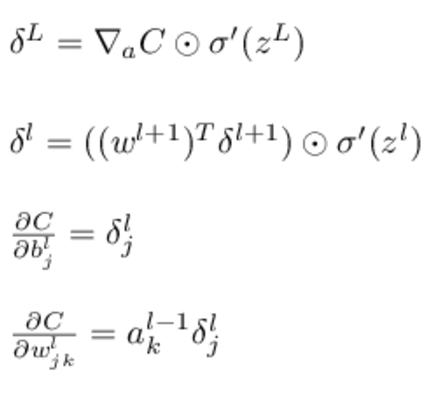 δ^L = ∇_a C ⊙ σ′(z^L)
δ^l = ((w^{l+1})^T δ^{l+1}) ⊙ σ′(z^l)
∂C/∂b^l_j = δ^l_j
∂C/∂w^l_{jk} = a^{l−1}_k δ^l_j